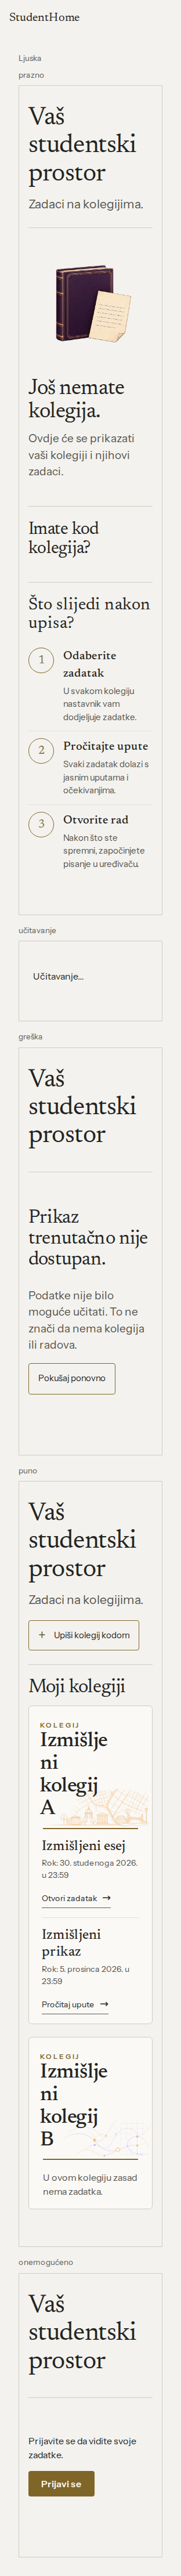 StudentHome
Ljuska
prazno
Vaš
studentski
prostor
Zadaci na kolegijima.
Još nemate
kolegija.
Ovdje će se prikazati
vaši kolegiji i njihovi
zadaci.
Imate kod
kolegija?
Što slijedi nakon
upisa?
1
Odaberite
zadatak
U svakom kolegiju
nastavnik vam
dodjeljuje zadatke.
2
Pročitajte upute
Svaki zadatak dolazi s
jasnim uputama i
očekivanjima.
3
Otvorite rad
Nakon što ste
spremni, započinjete
pisanje u uređivaču.
učitavanje
Učitavanje...
greška
Vaš
studentski
prostor
Prikaz
trenutačno nije
dostupan.
Podatke nije bilo
moguće učitati. To ne
znači da nema kolegija
ili radova.
Pokušaj ponovno
puno
Vaš
studentski
prostor
Zadaci na kolegijima.
+ Upiši kolegij kodom
Moji kolegiji
KOLEGIJ
Izmišlje
ni
kolegij
A
Izmišljeni esej
Rok: 30. studenoga 2026.
u 23:59
Otvori zadatak →
Izmišljeni
prikaz
Rok: 5. prosinca 2026. u
23:59
Pročitaj upute →
KOLEGIJ
Izmišlje
ni
kolegij
B
U ovom kolegiju zasad
nema zadatka.
onemogućeno
Vaš
studentski
prostor
Prijavite se da vidite svoje
zadatke.
Prijavi se